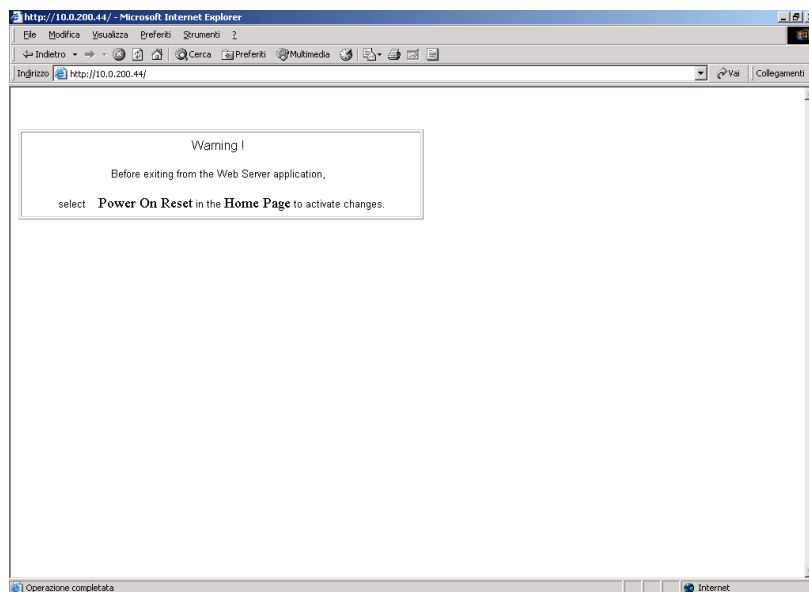 http://10.0.200.44/ - Microsoft Internet Explorer
File Modifica Visualizza Preferiti Strumenti ?
Indietro Cerca Preferiti Multimedia
Indirizzo http://10.0.200.44/ Vai Collegamenti
Warning !
Before exiting from the Web Server application,
select Power On Reset in the Home Page to activate changes.
Operazione completata Internet